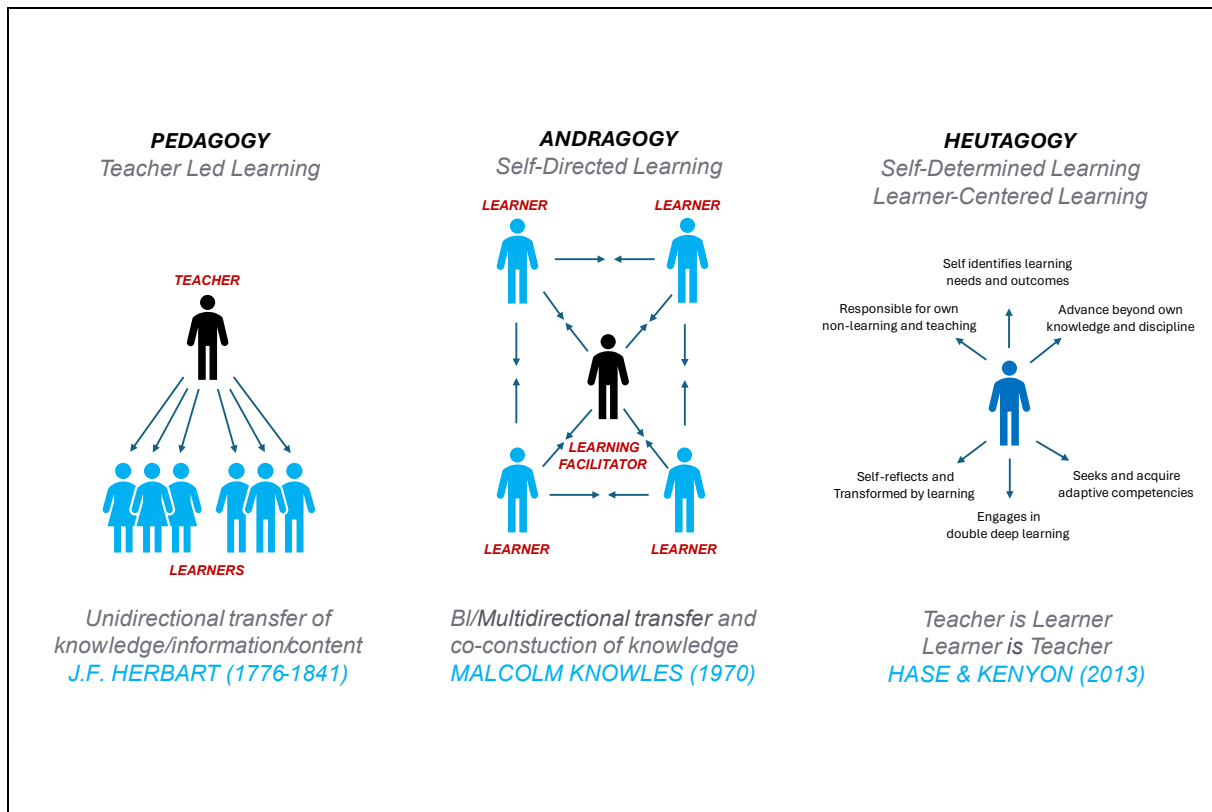 PEDAGOGY
Teacher Led Learning
TEACHER
LEARNERS
Unidirectional transfer of
knowledge/information/content
J.F. HERBART (1776-1841)
ANDRAGOGY
Self-Directed Learning
LEARNER
LEARNER
LEARNING
FACILITATOR
LEARNER
LEARNER
BI/Multidirectional transfer and
co-constuction of knowledge
MALCOLM KNOWLES (1970)
HEUTAGOGY
Self-Determined Learning
Learner-Centered Learning
Self identifies learning
needs and outcomes
Responsible for own
non-learning and teaching
Advance beyond own
knowledge and discipline
Self-reflects and
Transformed by learning
Seeks and acquire
adaptive competencies
Engages in
double deep learning
Teacher is Learner
Learner is Teacher
HASE & KENYON (2013)